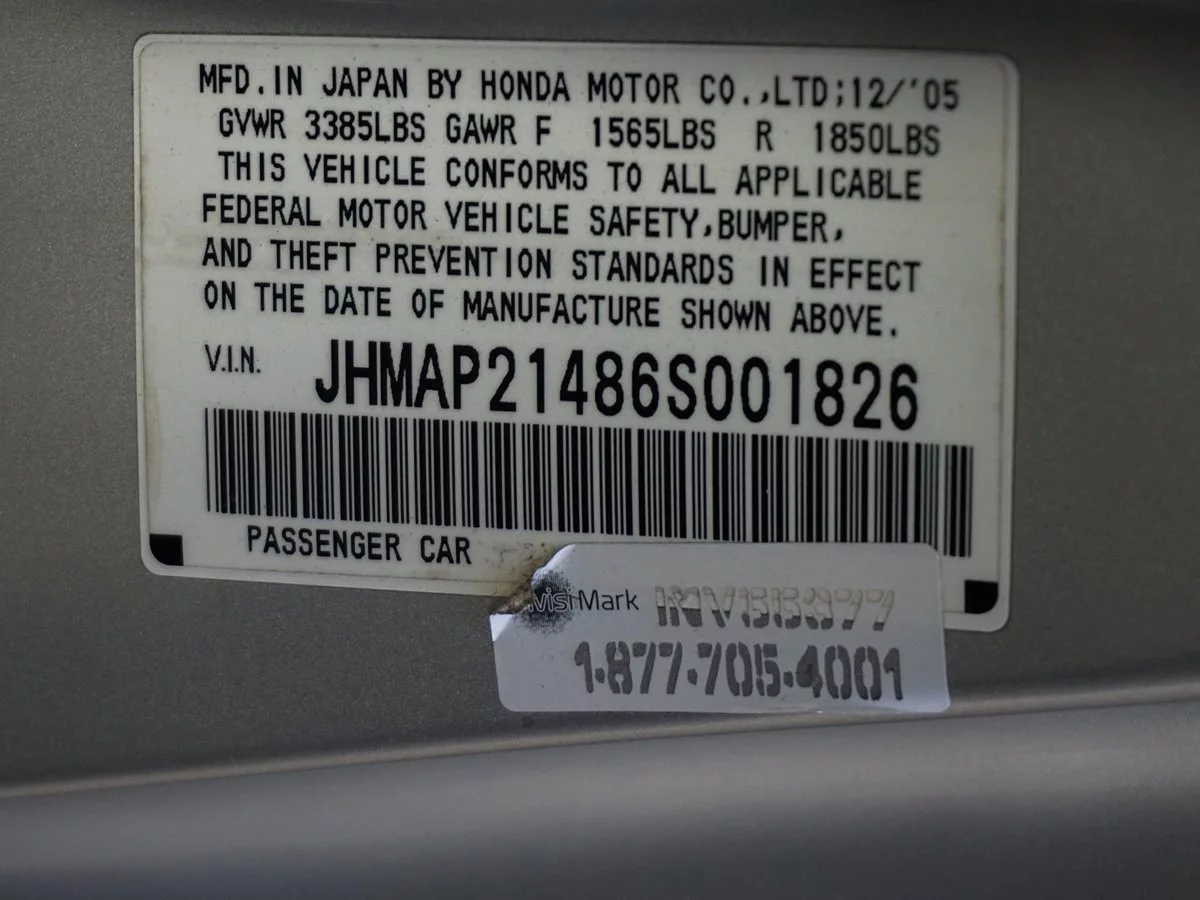 MFD. IN JAPAN BY HONDA MOTOR CO.,LTD;12/'05
GVWR 3385LBS GAWR F 1565LBS R 1850LBS
THIS VEHICLE CONFORMS TO ALL APPLICABLE
FEDERAL MOTOR VEHICLE SAFETY,BUMPER,
AND THEFT PREVENTION STANDARDS IN EFFECT
ON THE DATE OF MANUFACTURE SHOWN ABOVE.
V.I.N. JHMAP21486S001826
PASSENGER CAR
visiMark
1-877-705-4001